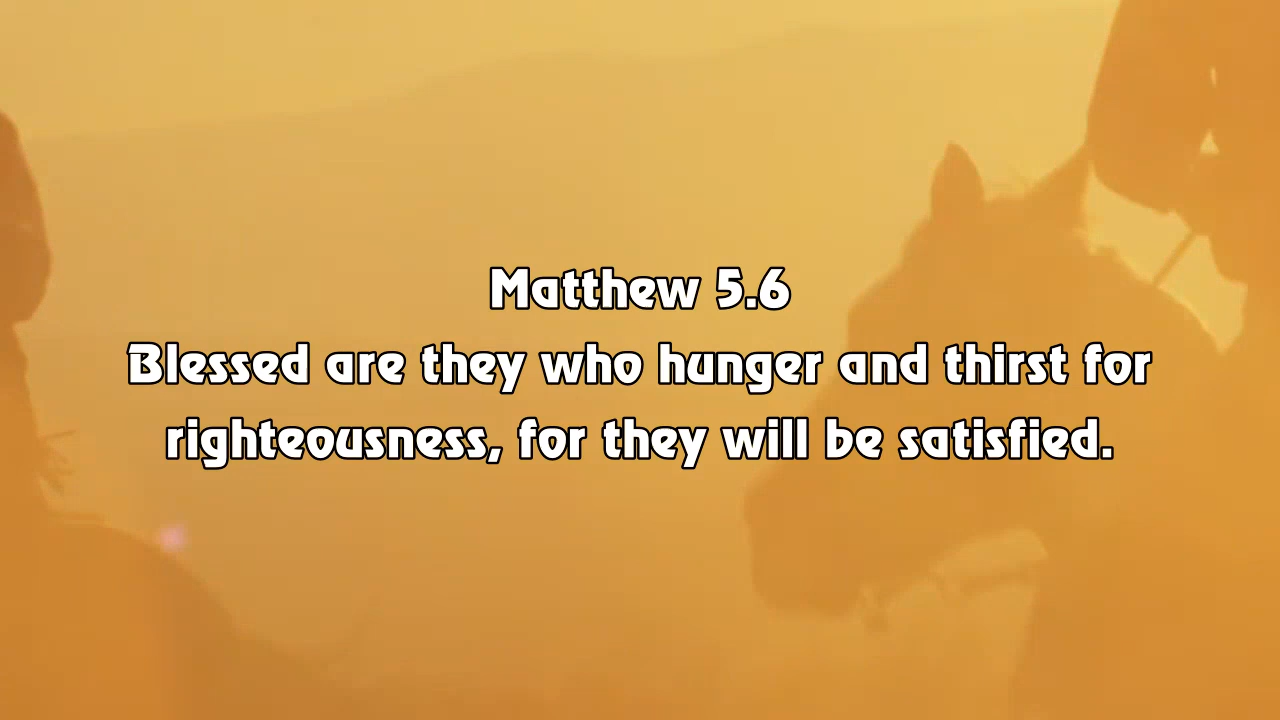 Matthew 5.6
Blessed are they who hunger and thirst for
righteousness, for they will be satisfied.